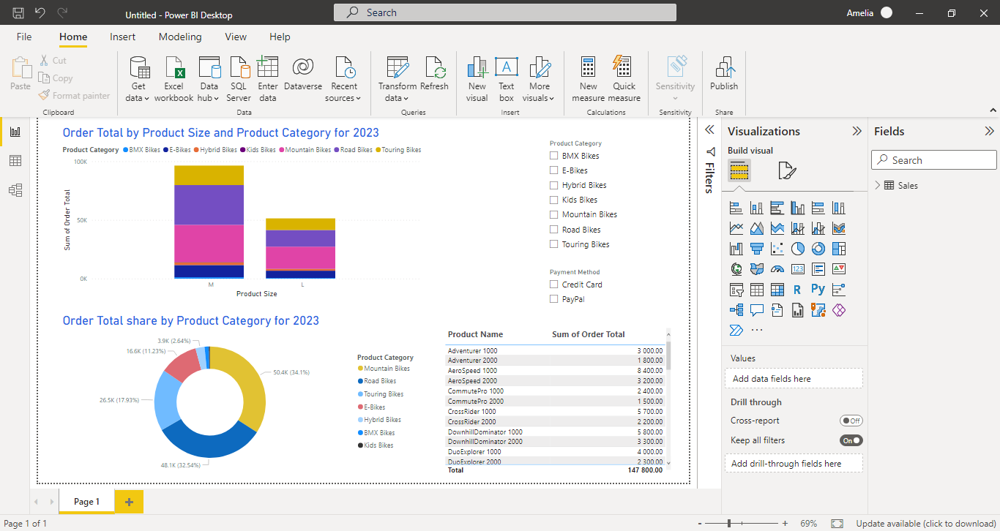 Untitled - Power BI Desktop
Search
Amelia
File Home Insert Modeling View Help
Paste
Cut
Copy
Format painter
Clipboard
Get data
Excel workbook
Data hub
SQL Server
Enter data
Dataverse
Recent sources
Data
Transform data
Refresh
Queries
New visual
A
Text box
More visuals
Insert
New measure
Quick measure
Calculations
Sensitivity
Sensitivity
Publish
Share
Order Total by Product Size and Product Category for 2023
Product Category BMX Bikes E-Bikes Hybrid Bikes Kids Bikes Mountain Bikes Road Bikes Touring Bikes
100K
50K
0K
Sum of Order Total
M L
Product Size
Product Category
BMX Bikes
E-Bikes
Hybrid Bikes
Kids Bikes
Mountain Bikes
Road Bikes
Touring Bikes
Payment Method
Credit Card
PayPal
Order Total share by Product Category for 2023
3.9K (2.64%)
16.6K (11.23%)
50.4K (34.1%)
26.5K (17.93%)
48.1K (32.54%)
Product Category
Mountain Bikes
Road Bikes
Touring Bikes
E-Bikes
Hybrid Bikes
BMX Bikes
Kids Bikes
Product Name Sum of Order Total
Adventurer 1000 3 000.00
Adventurer 2000 1 800.00
AeroSpeed 1000 8 400.00
AeroSpeed 2000 3 200.00
CommutePro 1000 2 400.00
CommutePro 2000 1 500.00
CrossRider 1000 5 700.00
CrossRider 2000 2 200.00
DownhillDominator 1000 5 800.00
DownhillDominator 2000 3 300.00
DuoExplorer 1000 4 000.00
DuoExplorer 2000 2 300.00
Total 147 800.00
Filters
Visualizations
Build visual
123
R
Py
Values
Add data fields here
Drill through
Cross-report Off
Keep all filters On
Add drill-through fields here
Fields
Search
Sales
Page 1
Page 1 of 1
- + 69%
Update available (click to download)